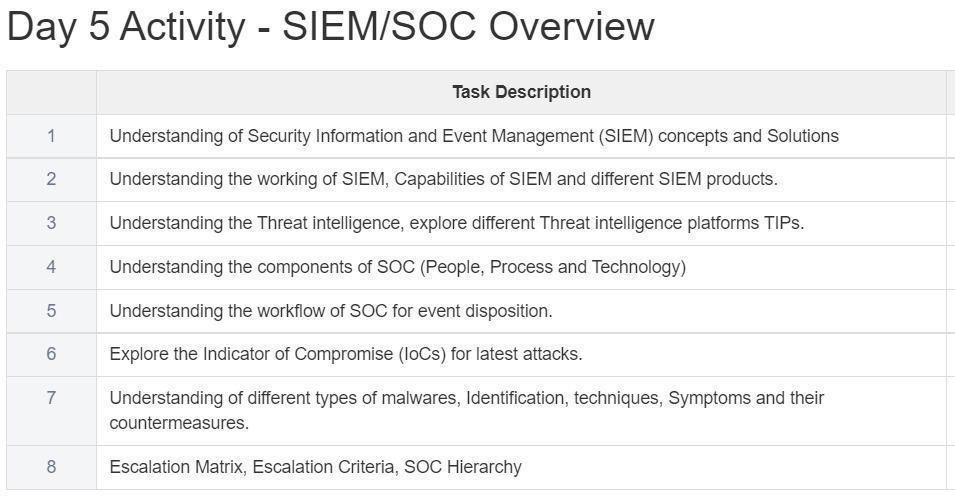 Day 5 Activity - SIEM/SOC Overview
Task Description
1 Understanding of Security Information and Event Management (SIEM) concepts and Solutions
2 Understanding the working of SIEM, Capabilities of SIEM and different SIEM products.
3 Understanding the Threat intelligence, explore different Threat intelligence platforms TIPs.
4 Understanding the components of SOC (People, Process and Technology)
5 Understanding the workflow of SOC for event disposition.
6 Explore the Indicator of Compromise (IoCs) for latest attacks.
7 Understanding of different types of malwares, Identification, techniques, Symptoms and their
countermeasures.
8 Escalation Matrix, Escalation Criteria, SOC Hierarchy